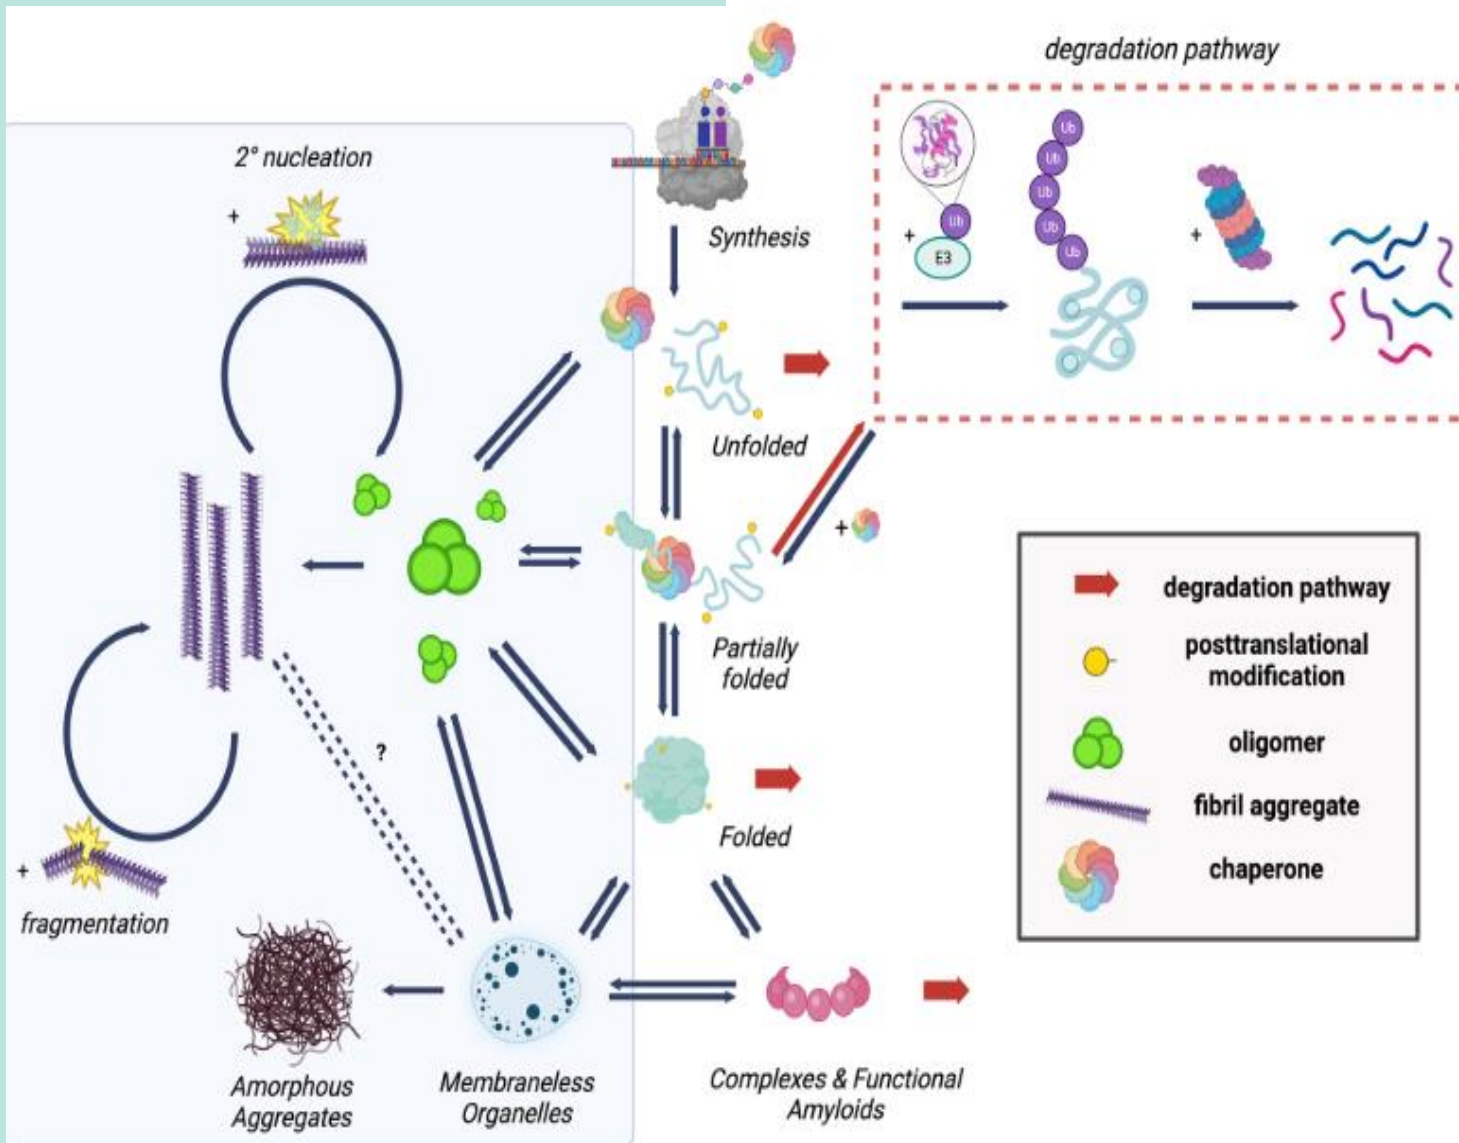 degradation pathway
2° nucleation
+
Synthesis
+
Ub
E3
Ub
Ub
Ub
Ub
Ub
+
Unfolded
+
Partially
folded
?
Folded
+
fragmentation
Amorphous
Aggregates
Membraneless
Organelles
Complexes & Functional
Amyloids
degradation pathway
posttranslational
modification
oligomer
fibril aggregate
chaperone